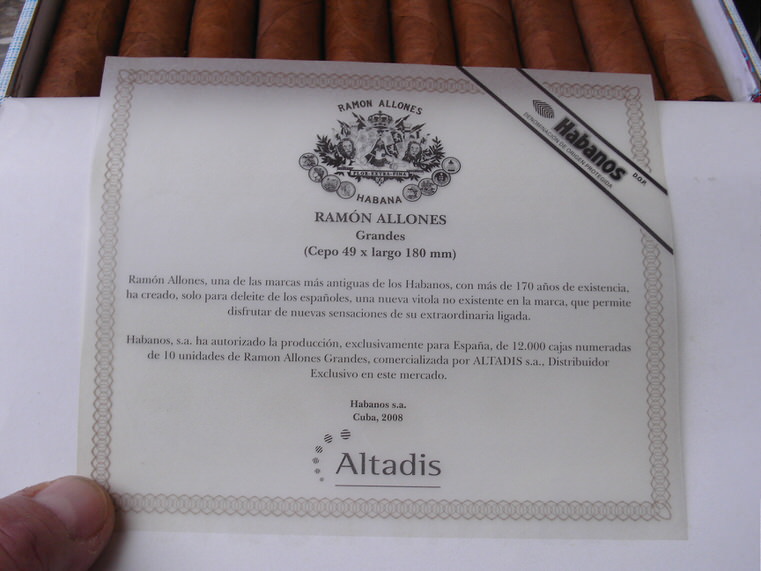 RAMON ALLONES
FLOR EXTRA FINA
HABANA
Habanos D.O.P.
DENOMINACIÓN DE ORIGEN PROTEGIDA
RAMÓN ALLONES
Grandes
(Cepo 49 x largo 180 mm)
Ramón Allones, una de las marcas más antiguas de los Habanos, con más de 170 años de existencia,
ha creado, solo para deleite de los españoles, una nueva vitola no existente en la marca, que permite
disfrutar de nuevas sensaciones de su extraordinaria ligada.
Habanos, s.a. ha autorizado la producción, exclusivamente para España, de 12.000 cajas numeradas
de 10 unidades de Ramon Allones Grandes, comercializada por ALTADIS s.a., Distribuidor
Exclusivo en este mercado.
Habanos s.a.
Cuba, 2008
Altadis